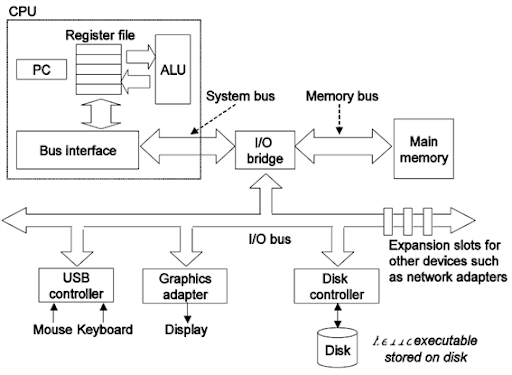 CPU
Register file
PC
ALU
System bus
Memory bus
Bus interface
I/O
bridge
Main
memory
I/O bus
Expansion slots for
other devices such
as network adapters
USB
controller
Graphics
adapter
Disk
controller
Mouse Keyboard
Display
Disk
executable
stored on disk